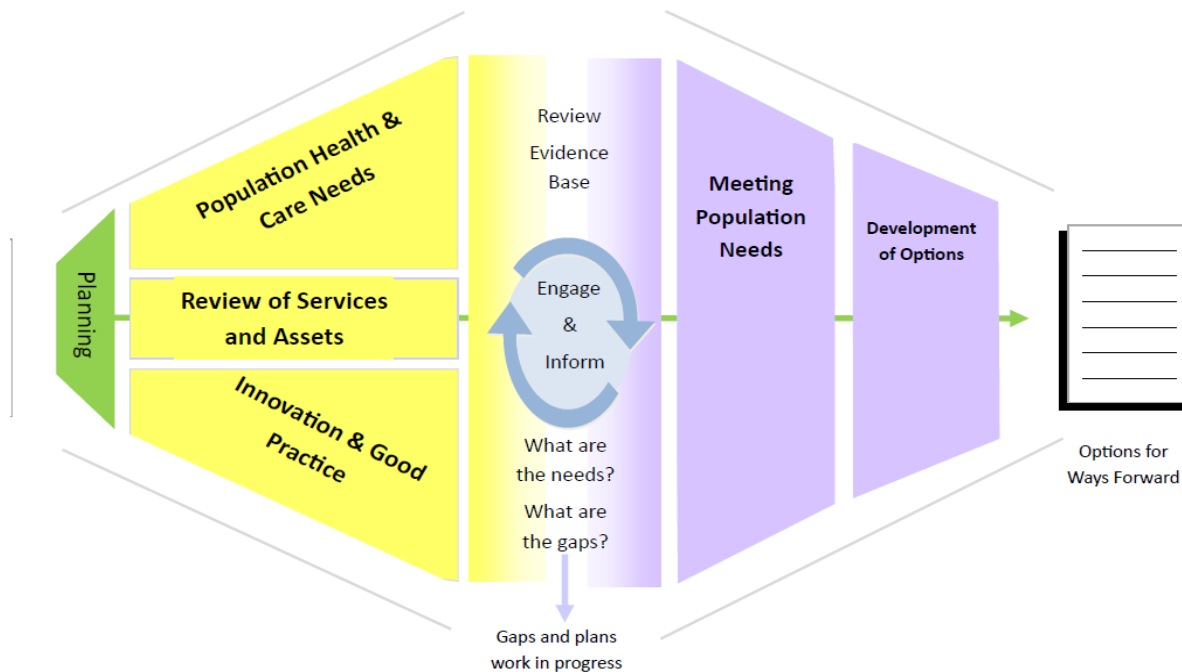 Planning
Population Health &
Care Needs
Review of Services
and Assets
Innovation & Good
Practice
Review
Evidence
Base
Engage
&
Inform
What are
the needs?
What are
the gaps?
Gaps and plans
work in progress
Meeting
Population
Needs
Development
of Options
Options for
Ways Forward